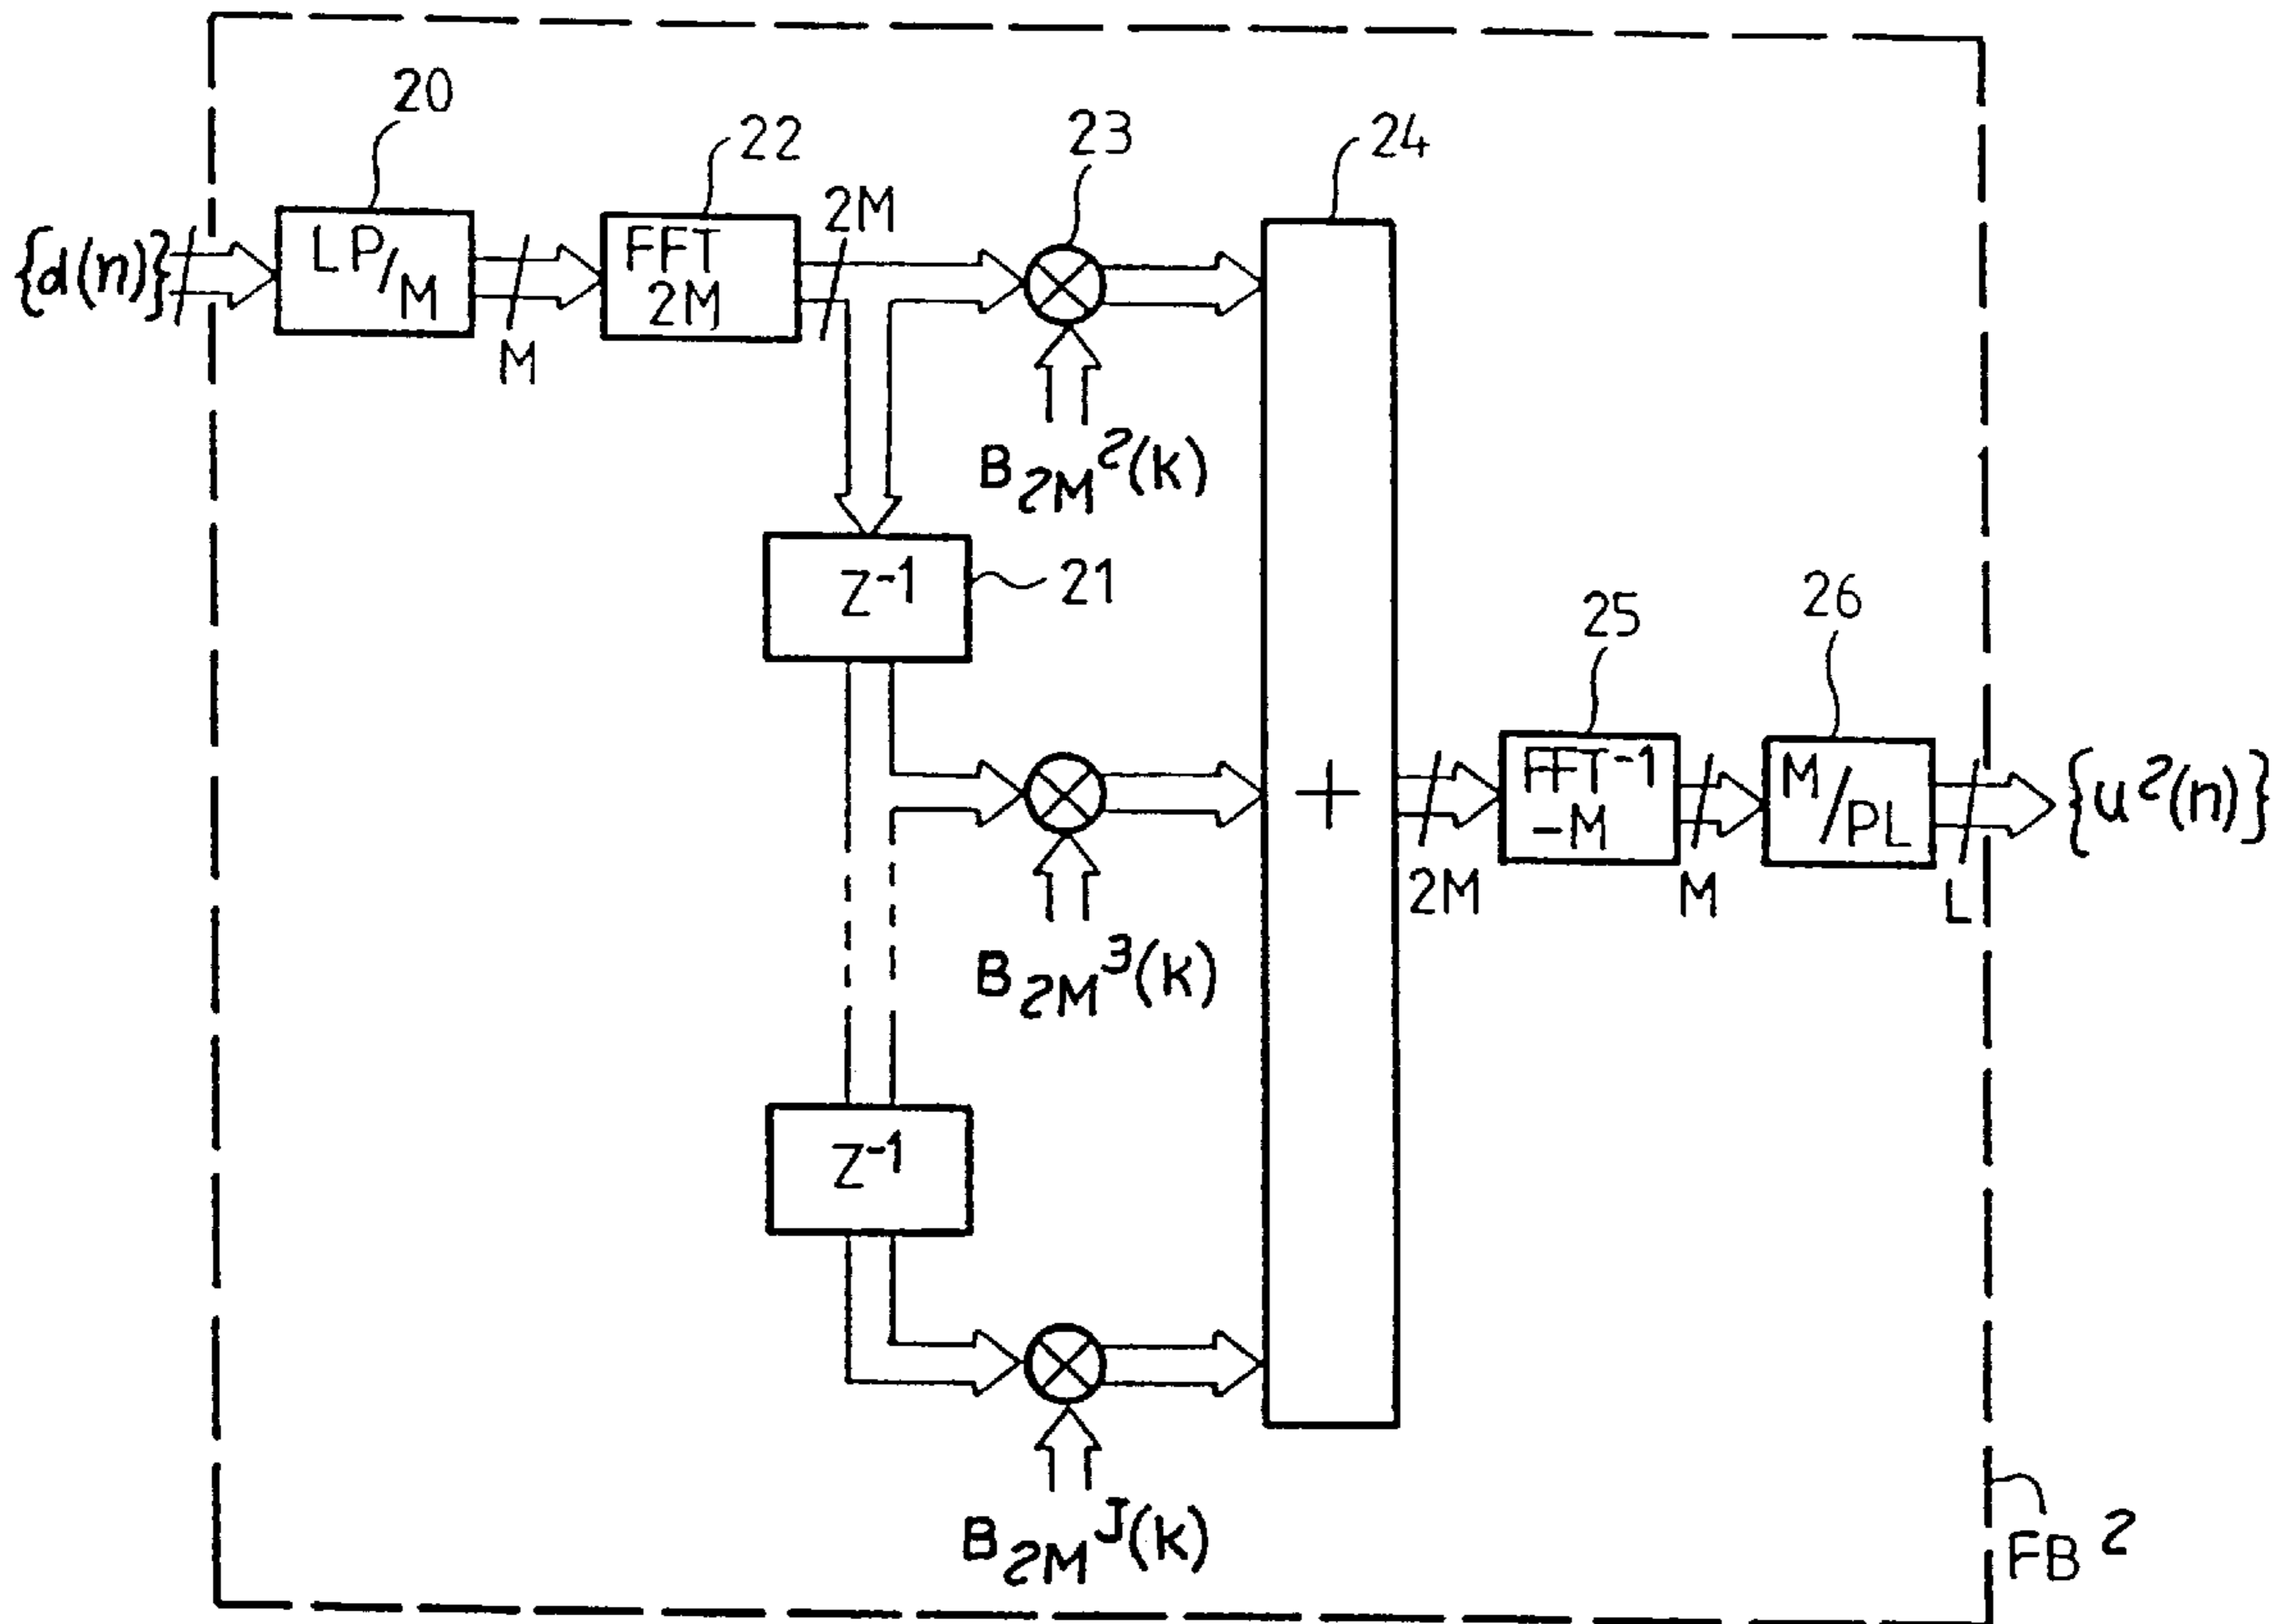 20
22
2M
23
24
{d(n)}
LP/M
M
FFT
2M
B₂M²(k)
Z⁻¹
21
25
26
+
FFT⁻¹
-M
M/PL
{u²(n)}
2M
M
L
B₂M³(k)
Z⁻¹
B₂Mᴶ(k)
FB²